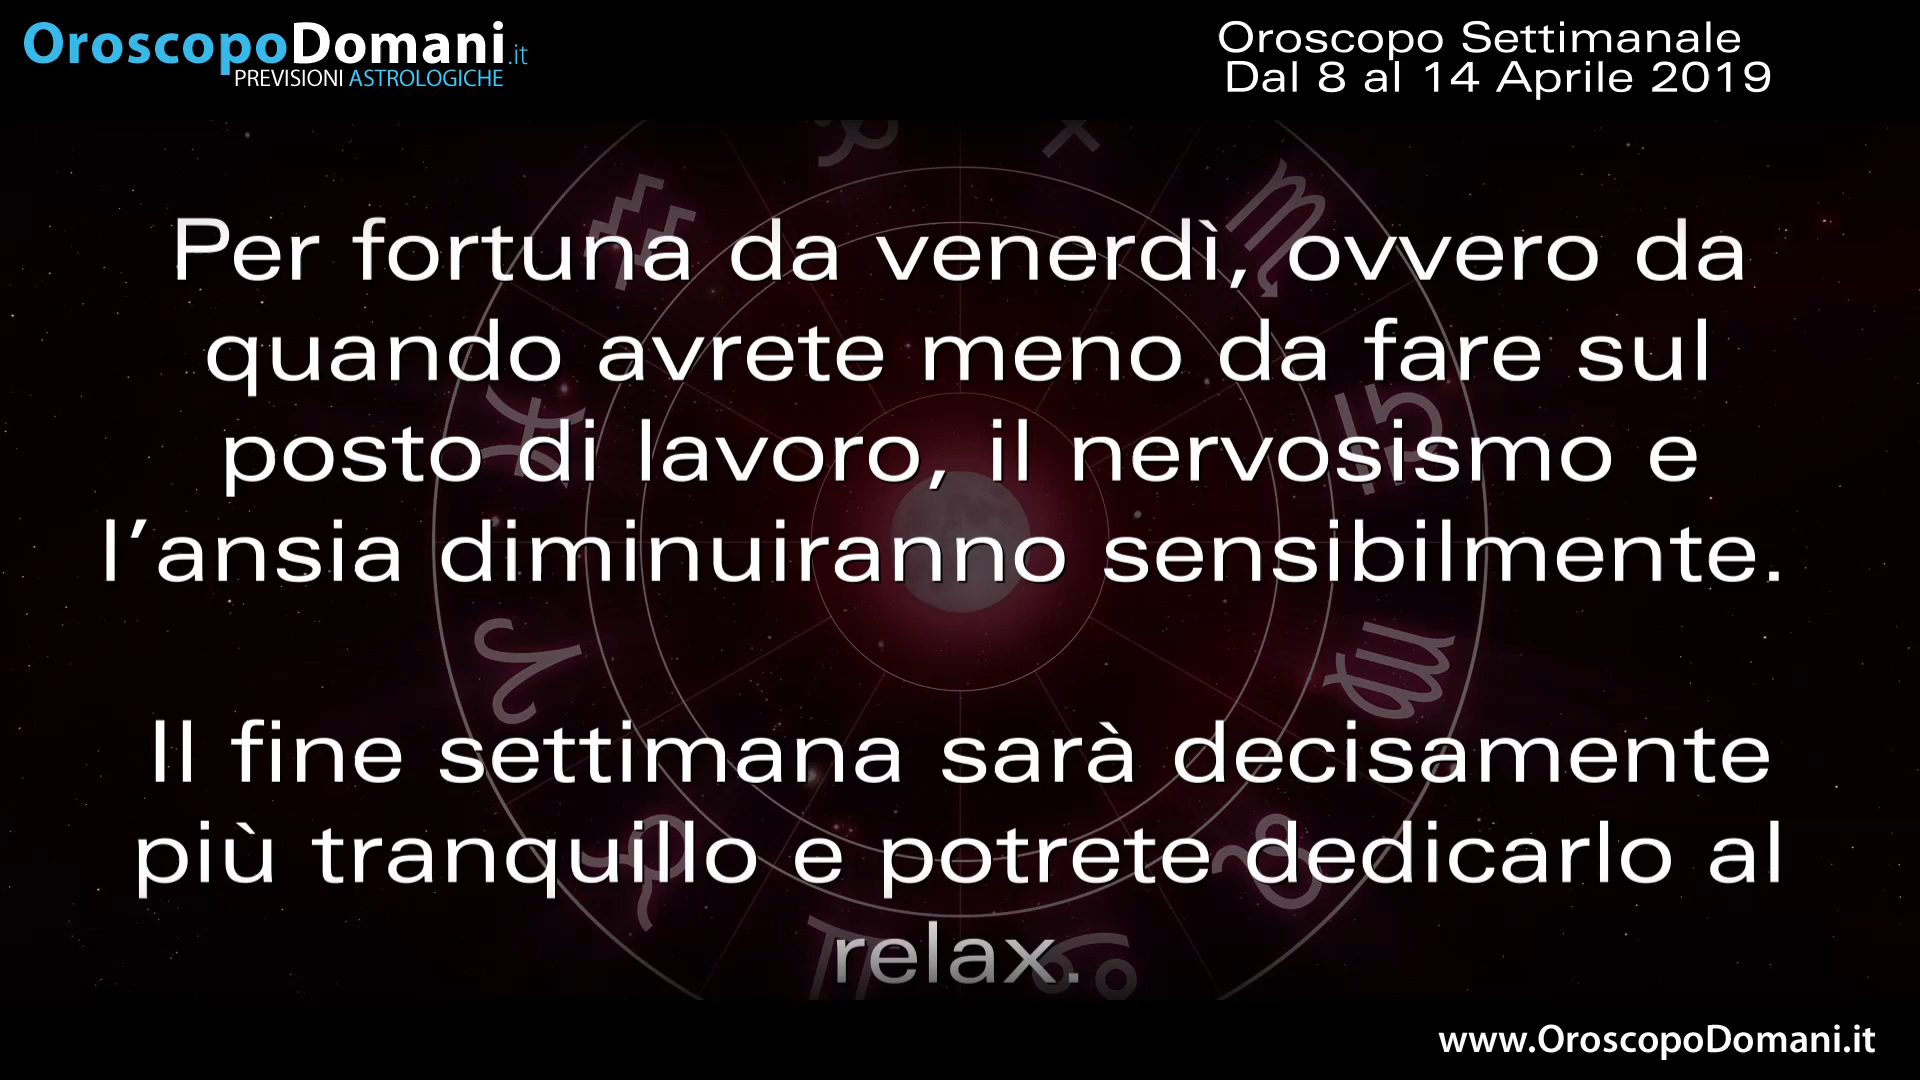 OroscopoDomani.it
PREVISIONI ASTROLOGICHE
Oroscopo Settimanale
Dal 8 al 14 Aprile 2019
Per fortuna da venerdì, ovvero da
quando avrete meno da fare sul
posto di lavoro, il nervosismo e
l’ansia diminuiranno sensibilmente.
Il fine settimana sarà decisamente
più tranquillo e potrete dedicarlo al
relax.
www.OroscopoDomani.it